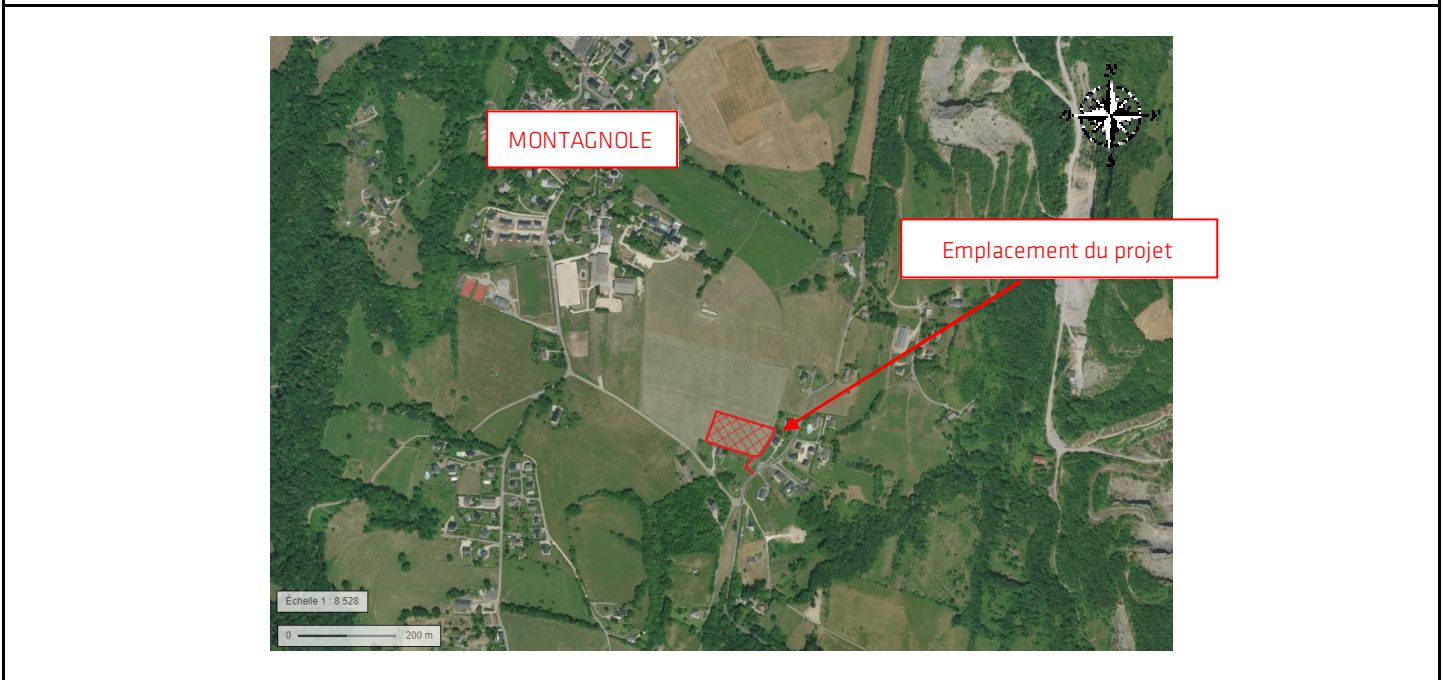 N
O
S
MONTAGNOLE
Emplacement du projet
Échelle 1 : 8 528
0 200 m